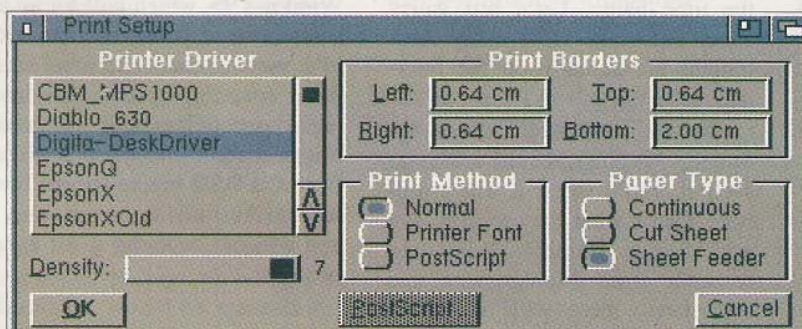 Print Setup
Printer Driver
CBM_MPS1000
Diablo_630
Digita-DeskDriver
EpsonQ
EpsonX
EpsonXOld
Density: 7
Print Borders
Left: 0.64 cm Top: 0.64 cm
Right: 0.64 cm Bottom: 2.00 cm
Print Method
Normal
Printer Font
PostScript
Paper Type
Continuous
Cut Sheet
Sheet Feeder
OK PostScript Cancel